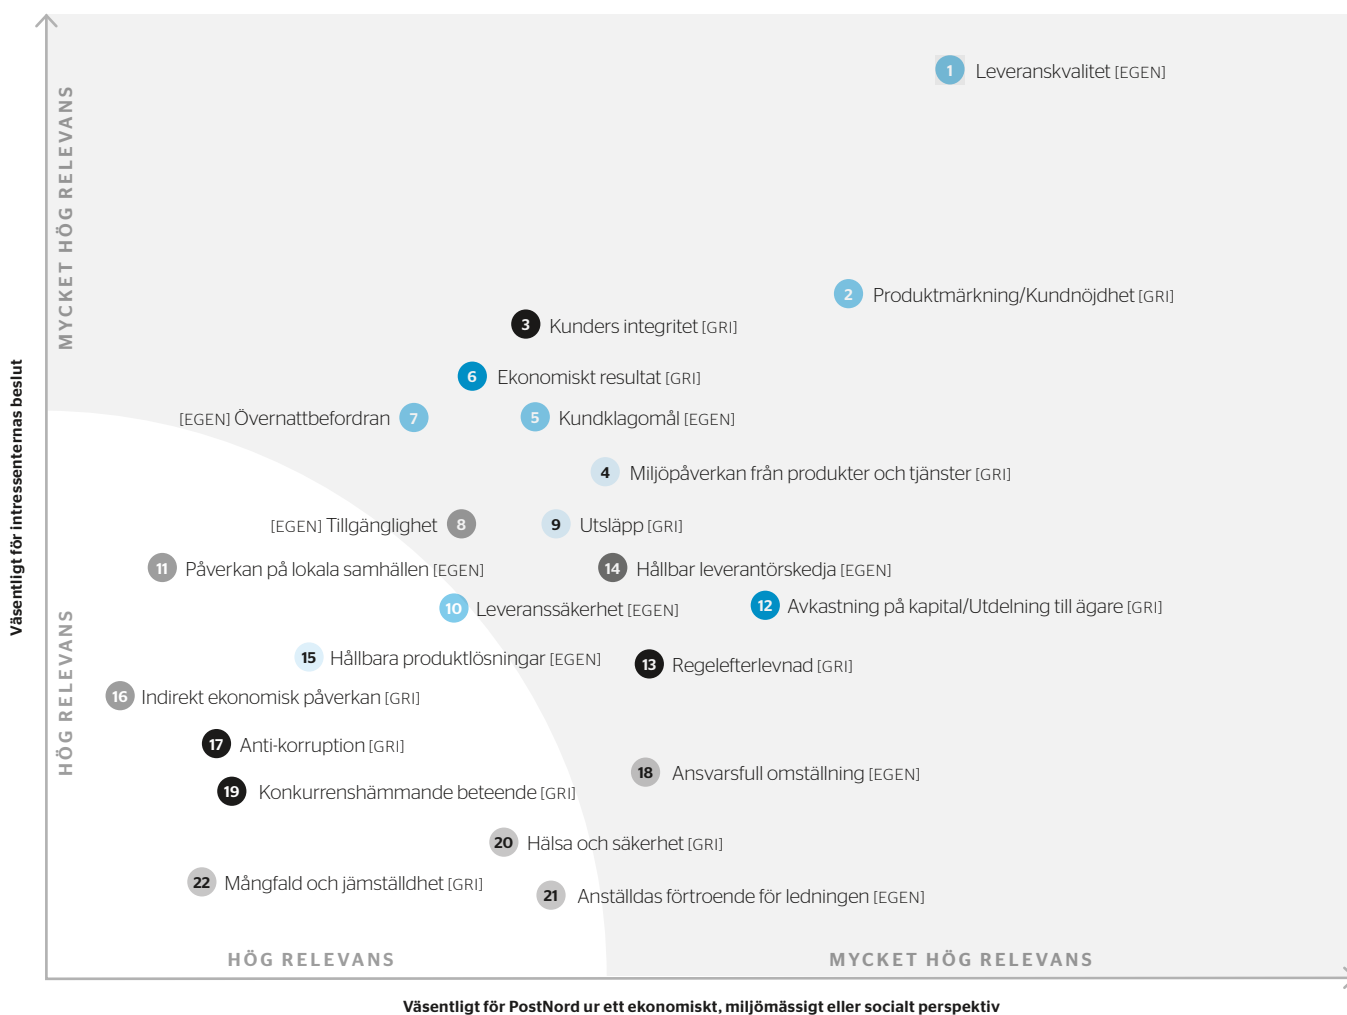 MYCKET HÖG RELEVANS
HÖG RELEVANS
Väsentligt för intressenternas beslut
1 Leveranskvalitet [EGEN]
2 Produktmärkning/Kundnöjdhet [GRI]
3 Kunders integritet [GRI]
6 Ekonomiskt resultat [GRI]
[EGEN] Övernattbefordran 7
5 Kundklagomål [EGEN]
4 Miljöpåverkan från produkter och tjänster [GRI]
[EGEN] Tillgänglighet 8
9 Utsläpp [GRI]
11 Påverkan på lokala samhällen [EGEN]
14 Hållbar leverantörskedja [EGEN]
10 Leveranssäkerhet [EGEN]
12 Avkastning på kapital/Utdelning till ägare [GRI]
15 Hållbara produktlösningar [EGEN]
13 Regelefterlevnad [GRI]
16 Indirekt ekonomisk påverkan [GRI]
17 Anti-korruption [GRI]
18 Ansvarsfull omställning [EGEN]
19 Konkurrenshämmande beteende [GRI]
20 Hälsa och säkerhet [GRI]
22 Mångfald och jämställdhet [GRI]
21 Anställdas förtroende för ledningen [EGEN]
HÖG RELEVANS
MYCKET HÖG RELEVANS
Väsentligt för PostNord ur ett ekonomiskt, miljömässigt eller socialt perspektiv